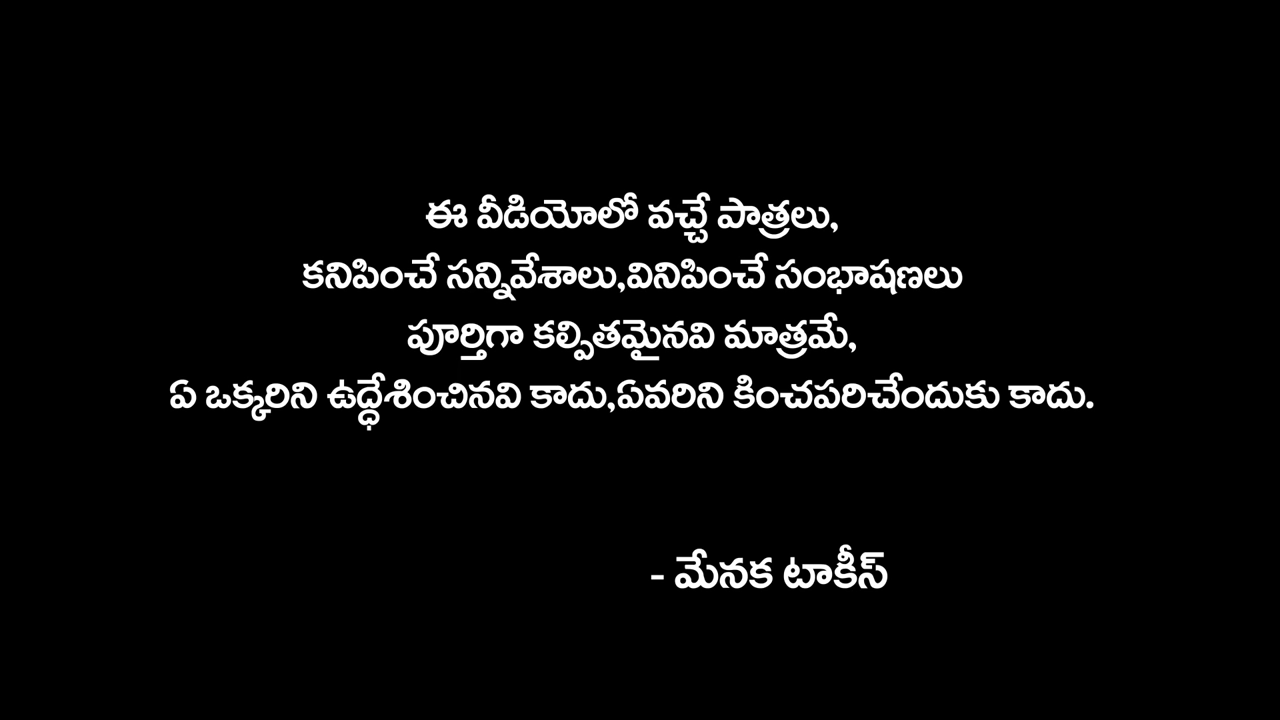 ఈ వీడియోలో వచ్చే పాత్రలు,
కనిపించే సన్నివేశాలు,వినిపించే సంభాషణలు
పూర్తిగా కల్పితమైనవి మాత్రమే,
ఏ ఒక్కరిని ఉద్ధేశించినవి కాదు,ఏవరిని కించపరిచేందుకు కాదు.
- మేనక టాకీస్